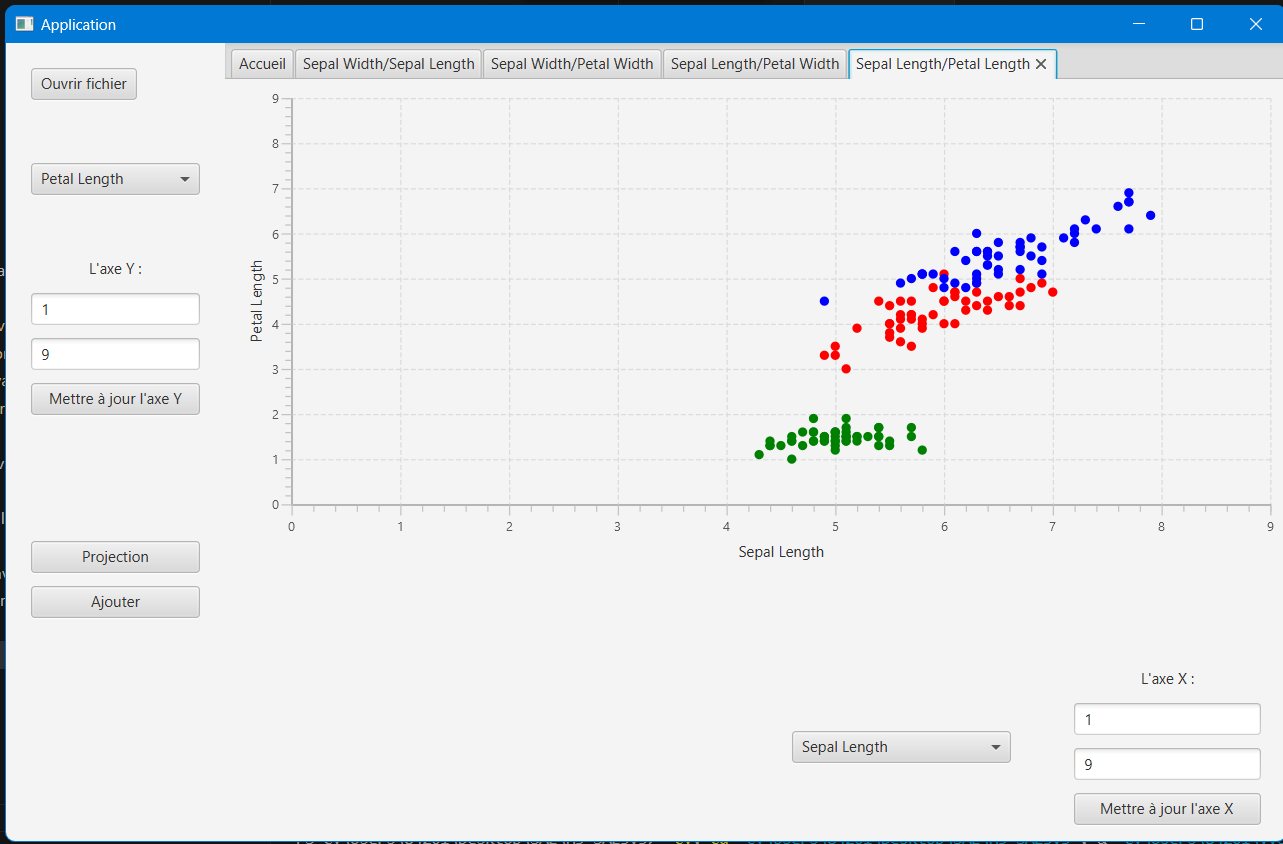 Application
Ouvrir fichier
Accueil
Sepal Width/Sepal Length
Sepal Width/Petal Width
Sepal Length/Petal Width
Sepal Length/Petal Length
Petal Length
L'axe Y :
1
9
Mettre à jour l'axe Y
Projection
Ajouter
Petal Length
9
8
7
6
5
4
3
2
1
0
0 1 2 3 4 5 6 7 8 9
Sepal Length
L'axe X :
1
Sepal Length
9
Mettre à jour l'axe X